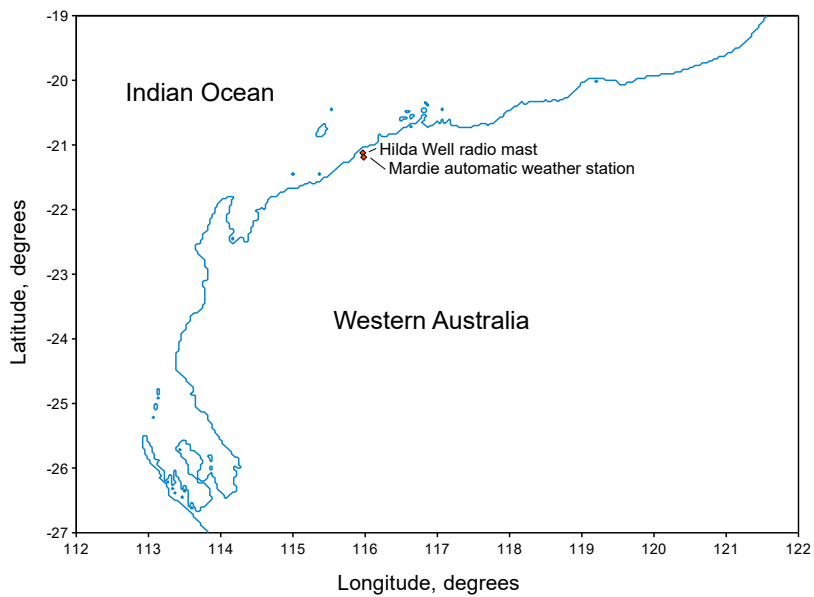 -19
Indian Ocean
-20
-21
Hilda Well radio mast
Mardie automatic weather station
-22
-23
Western Australia
-24
-25
-26
-27
Latitude, degrees
112 113 114 115 116 117 118 119 120 121 122
Longitude, degrees